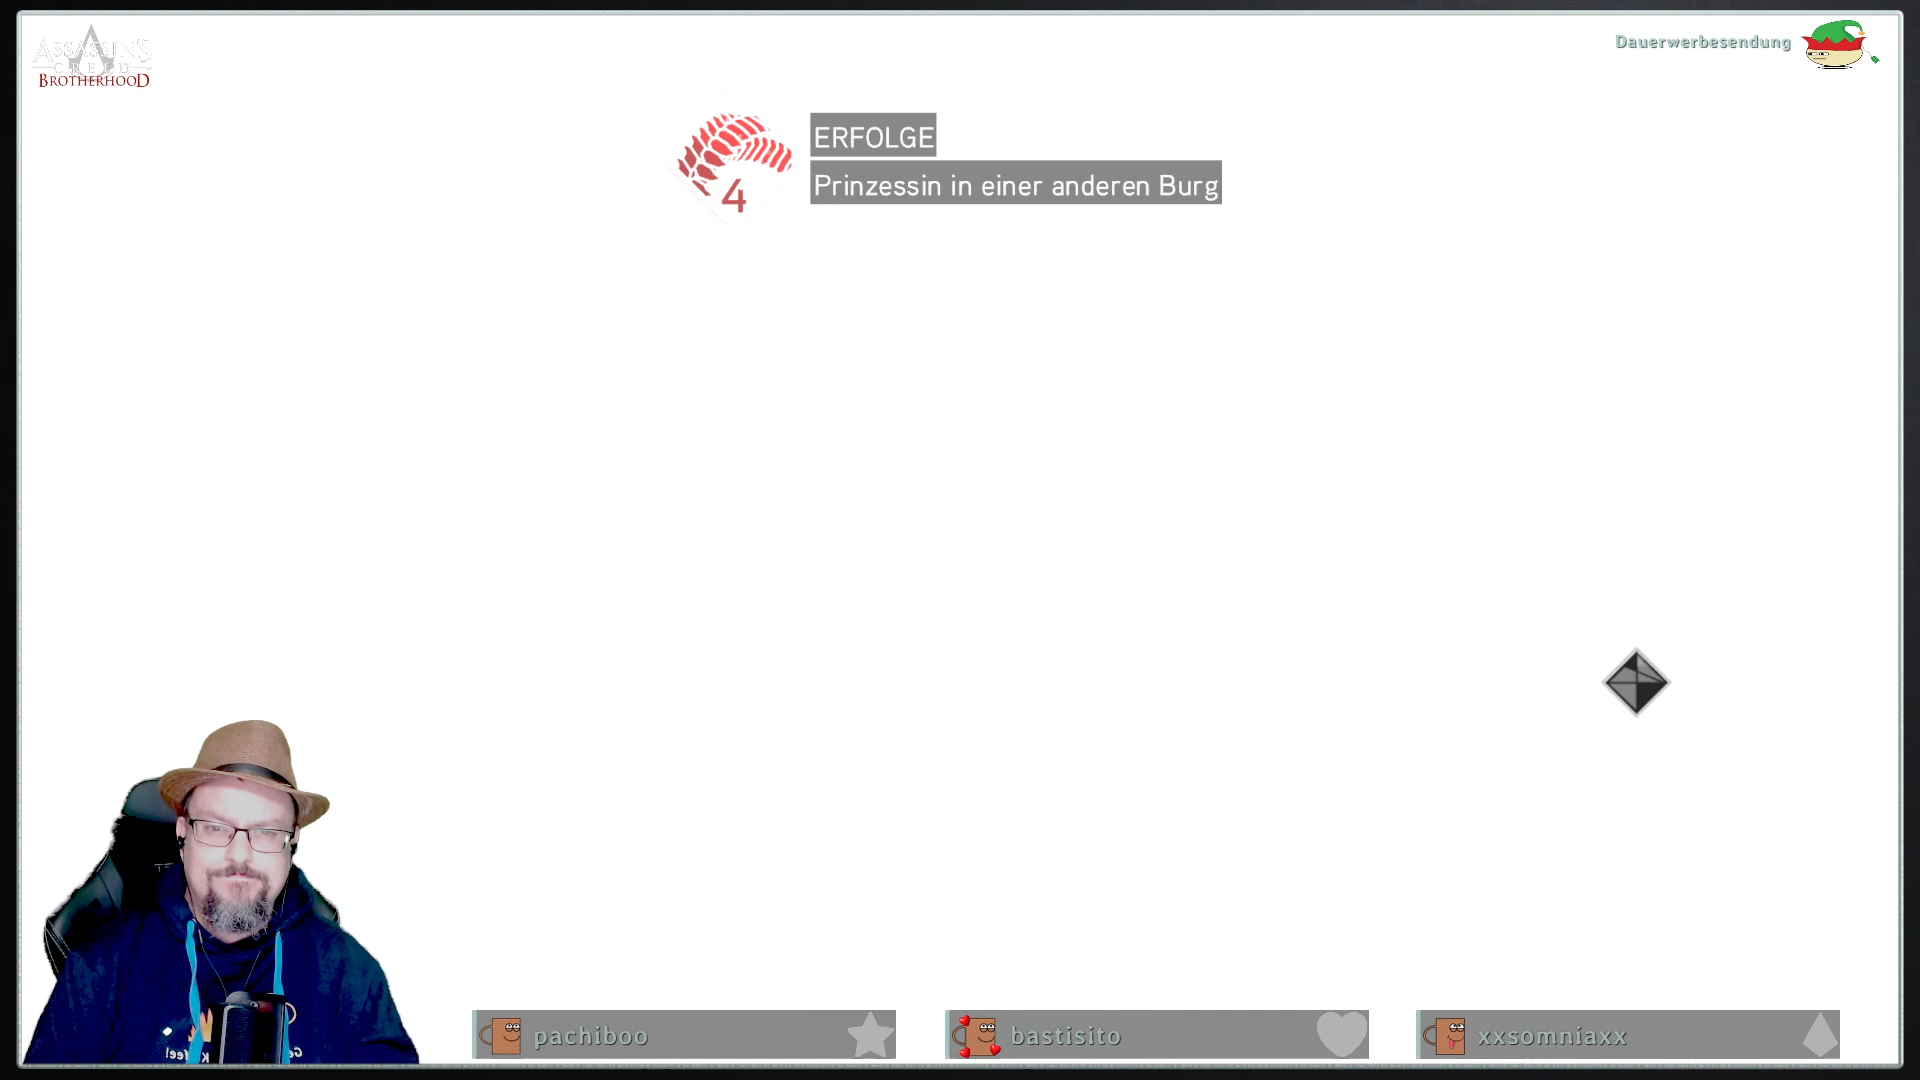 ASSASSIN'S
CREED
BROTHERHOOD
Dauerwerbesendung
ERFOLGE
Prinzessin in einer anderen Burg
4
pachiboo
bastisito
xxsomniaxx